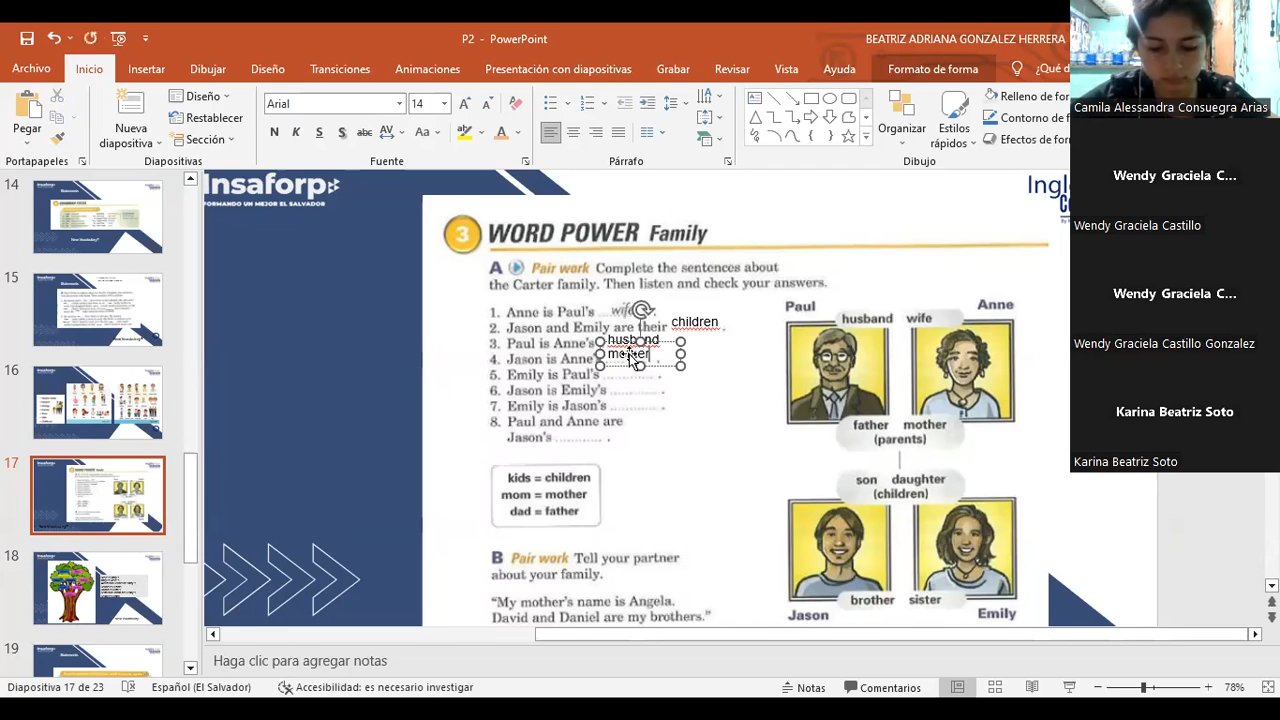 P2 - PowerPoint
BEATRIZ ADRIANA GONZALEZ HERRERA
Archivo Inicio Insertar Dibujar Diseño Transiciones Animaciones Presentación con diapositivas Grabar Revisar Vista Ayuda Formato de forma ¿Qué d
Pegar
Nueva diapositiva
Diseño
Restablecer
Sección
Arial 14
N K S S abc AV Aa A
Organizar
Estilos rápidos
Relleno de for
Contorno de f
Efectos de form
Portapapeles Diapositivas Fuente Párrafo Dibujo
14
15
16
17
18
19
Insaforp
FORMANDO UN MEJOR EL SALVADOR
Ingl
3 WORD POWER Family
A Pair work Complete the sentences about
the Carter family. Then listen and check your answers.
1. Anne is Paul's wife .
2. Jason and Emily are their children .
3. Paul is Anne's husband
4. Jason is Anne's mother .
5. Emily is Paul's ............ .
6. Jason is Emily's ............ .
7. Emily is Jason's ............ .
8. Paul and Anne are
Jason's ............ .
kids = children
mom = mother
dad = father
B Pair work Tell your partner
about your family.
"My mother's name is Angela.
David and Daniel are my brothers."
Paul Anne
husband wife
father mother
(parents)
son daughter
(children)
brother sister
Jason Emily
Haga clic para agregar notas
Diapositiva 17 de 23 Español (El Salvador) Accesibilidad: es necesario investigar Notas Comentarios 78%
Camila Alessandra Consuegra Arias
Wendy Graciela C...
Wendy Graciela Castillo
Wendy Graciela C...
Wendy Graciela Castillo Gonzalez
Karina Beatriz Soto
Karina Beatriz Soto